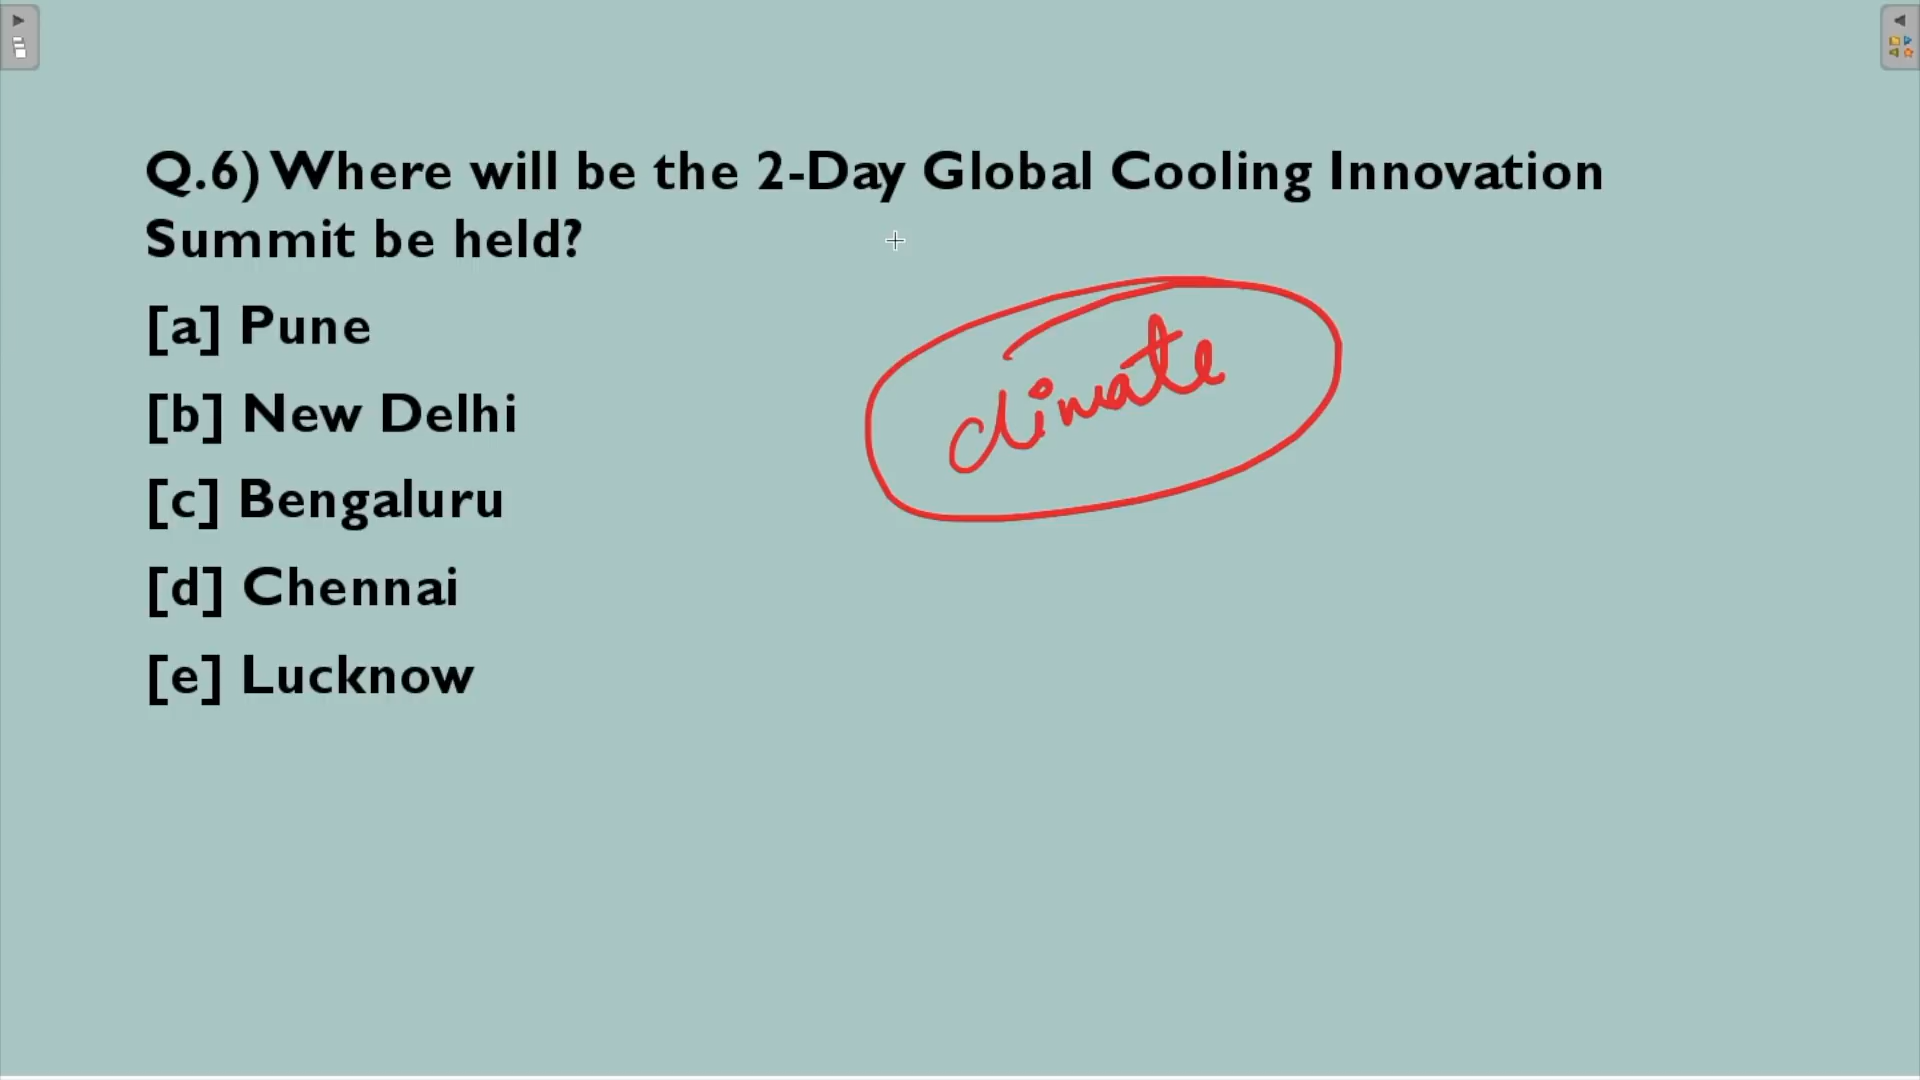 Q.6) Where will be the 2-Day Global Cooling Innovation
Summit be held?
[a] Pune
climate
[b] New Delhi
[c] Bengaluru
[d] Chennai
[e] Lucknow